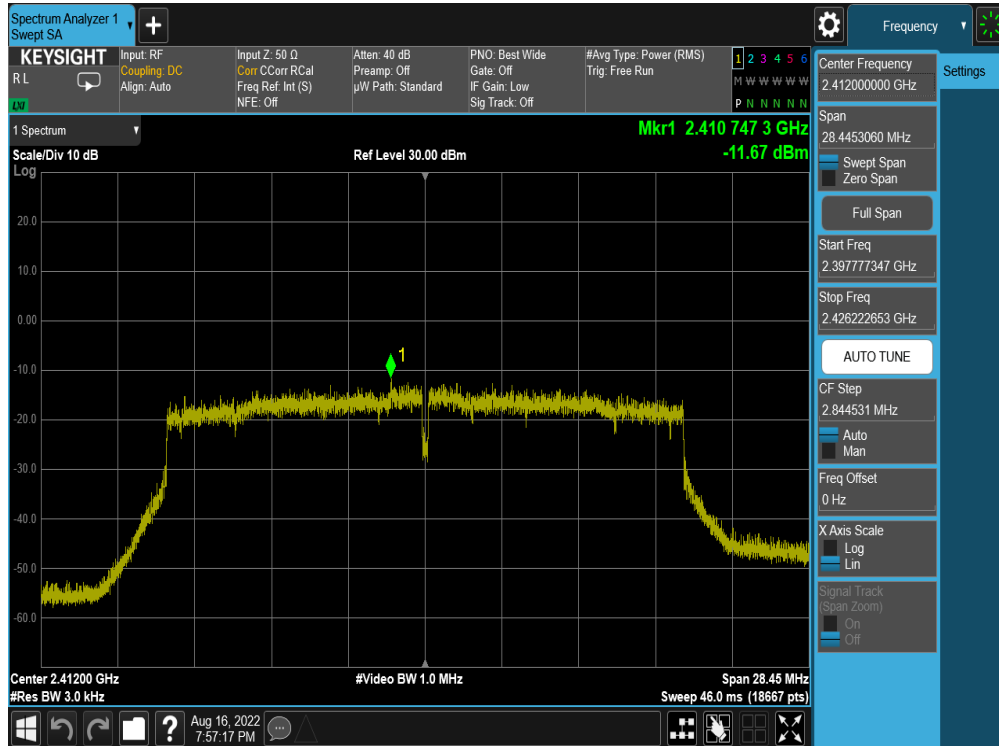 Spectrum Analyzer 1
Swept SA
+
Frequency
KEYSIGHT
R L
LXI
Input: RF
Coupling: DC
Align: Auto
Input Z: 50 Ω
Corr CCorr RCal
Freq Ref: Int (S)
NFE: Off
Atten: 40 dB
Preamp: Off
µW Path: Standard
PNO: Best Wide
Gate: Off
IF Gain: Low
Sig Track: Off
#Avg Type: Power (RMS)
Trig: Free Run
1 2 3 4 5 6
M W W W W W
P N N N N N
Center Frequency
2.412000000 GHz
Settings
Span
28.4453060 MHz
Swept Span
Zero Span
Full Span
Start Freq
2.397777347 GHz
Stop Freq
2.426222653 GHz
AUTO TUNE
CF Step
2.844531 MHz
Auto
Man
Freq Offset
0 Hz
X Axis Scale
Log
Lin
Signal Track
(Span Zoom)
On
Off
1 Spectrum
Mkr1 2.410 747 3 GHz
Scale/Div 10 dB
Ref Level 30.00 dBm
-11.67 dBm
Log
20.0
10.0
0.00
-10.0
-20.0
-30.0
-40.0
-50.0
-60.0
1
Center 2.41200 GHz
#Video BW 1.0 MHz
Span 28.45 MHz
#Res BW 3.0 kHz
Sweep 46.0 ms (18667 pts)
?
Aug 16, 2022
7:57:17 PM